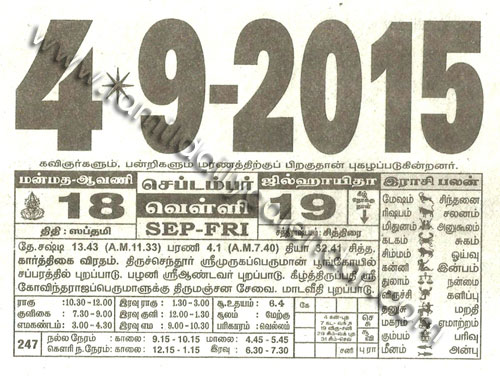 4-9-2015
கவிஞர்களும், பன்றிகளும் மரணத்திற்குப் பிறகுதான் புகழப்படுகின்றனர்.
மன்மத-ஆவணி செப்டம்பர் ஜில்ஹாயிதா இராசி பலன்
18 வெள்ளி 19
திதி : ஸப்தமி SEP-FRI சந்திராஷ்டமம் : சித்திரை
மேஷம் சிந்தனை
ரிஷபம் சலனம்
மிதுனம் அனுகூலம்
சுகம்
ஓய்வு
கன்னி இன்பம்
நன்மை
களிப்பு
தனுசு மறதி
மகரம் ஏமாற்றம்
கும்பம் பரிவு
மீனம் அன்பு
தே.சஷ்டி 13.43 (A.M.11.33) பரணி 4.1 (A.M.7.40) தியா 32.41 சித்த.
கார்த்திகை விரதம். திருச்செந்தூர் ஸ்ரீமுருகப்பெருமான் பூங்கோயில்
சப்பரத்தில் புறப்பாடு. பழனி ஸ்ரீஆண்டவர் புறப்பாடு. கீழ்த்திருப்பதி ஸ்ரீ
கோவிந்தராஜப்பெருமாளுக்கு திருமஞ்சன சேவை. மாடவீதி புறப்பாடு.
ராகு :10.30 - 12.00 இரவு ராகு : 1.30 - 3.00 சூ.உதயம் : 6.4
குளிகை : 7.30 - 9.00 இரவு குளி : 12.00 - 1.30 சூலம் : மேற்கு
எமகண்டம் : 3.00 - 4.30 இரவு எம : 9.00 - 10.30 பரிகாரம் : வெல்லம்
247 நல்ல நேரம் : காலை : 9.15 - 10.15 மாலை : 4.45 - 5.45
கௌரி ந.நேரம் : காலை : 12.15 - 1.15 இரவு : 6.30 - 7.30